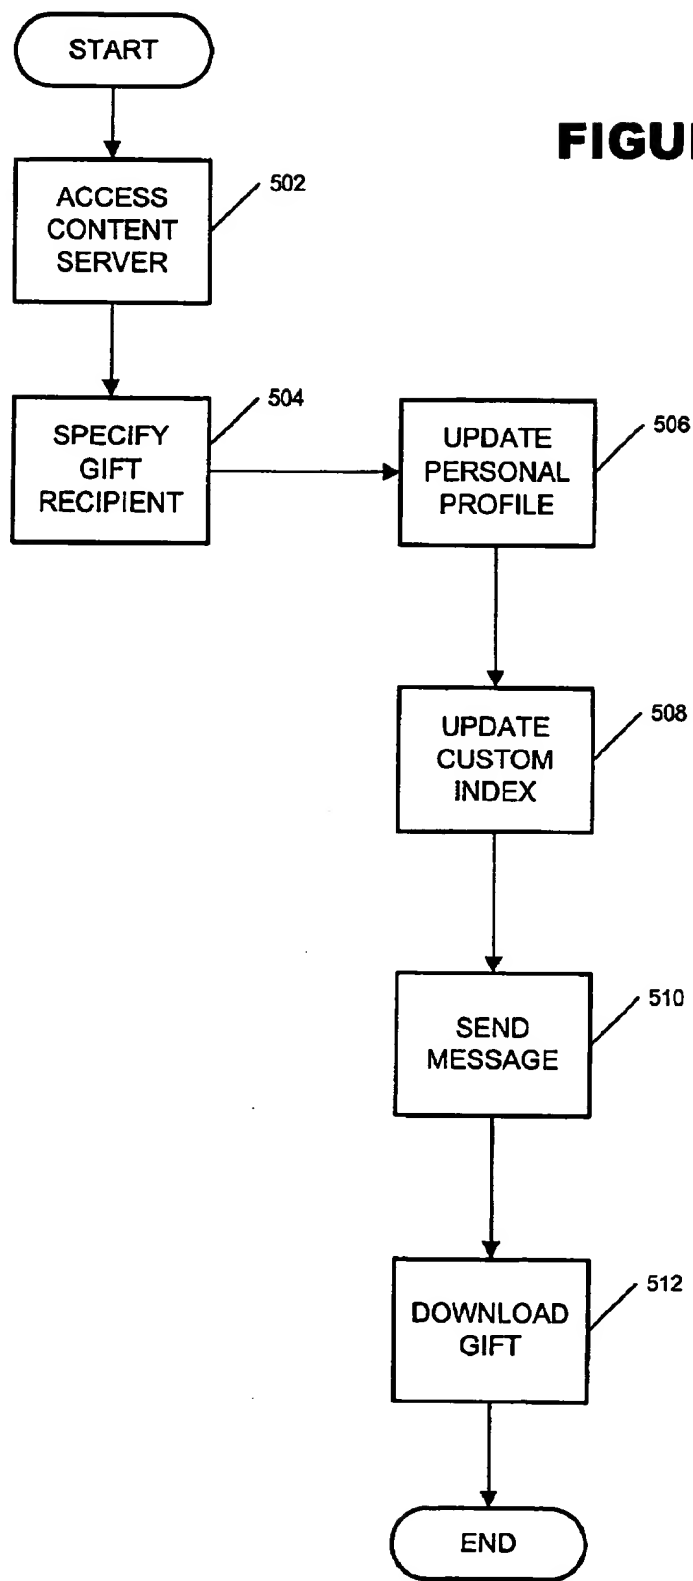 START
FIGU
ACCESS
CONTENT
SERVER
502
SPECIFY
GIFT
RECIPIENT
504
UPDATE
PERSONAL
PROFILE
506
UPDATE
CUSTOM
INDEX
508
SEND
MESSAGE
510
DOWNLOAD
GIFT
512
END